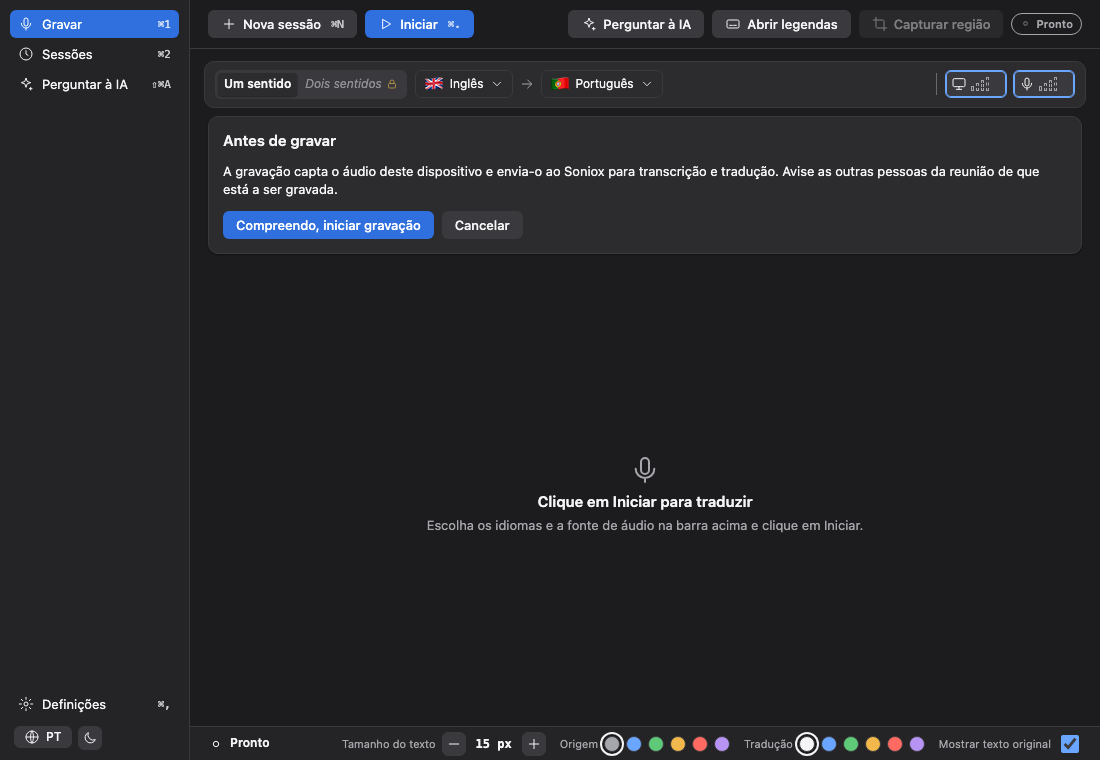 Gravar ⌘1
Sessões ⌘2
Perguntar à IA ⇧⌘A
Nova sessão ⌘N
Iniciar ⌘.
Perguntar à IA
Abrir legendas
Capturar região
Pronto
Um sentido
Dois sentidos
Inglês
Português
Antes de gravar
A gravação capta o áudio deste dispositivo e envia-o ao Soniox para transcrição e tradução. Avise as outras pessoas da reunião de que
está a ser gravada.
Compreendo, iniciar gravação
Cancelar
Clique em Iniciar para traduzir
Escolha os idiomas e a fonte de áudio na barra acima e clique em Iniciar.
Definições ⌘,
PT
Pronto
Tamanho do texto
15 px
Origem
Tradução
Mostrar texto original